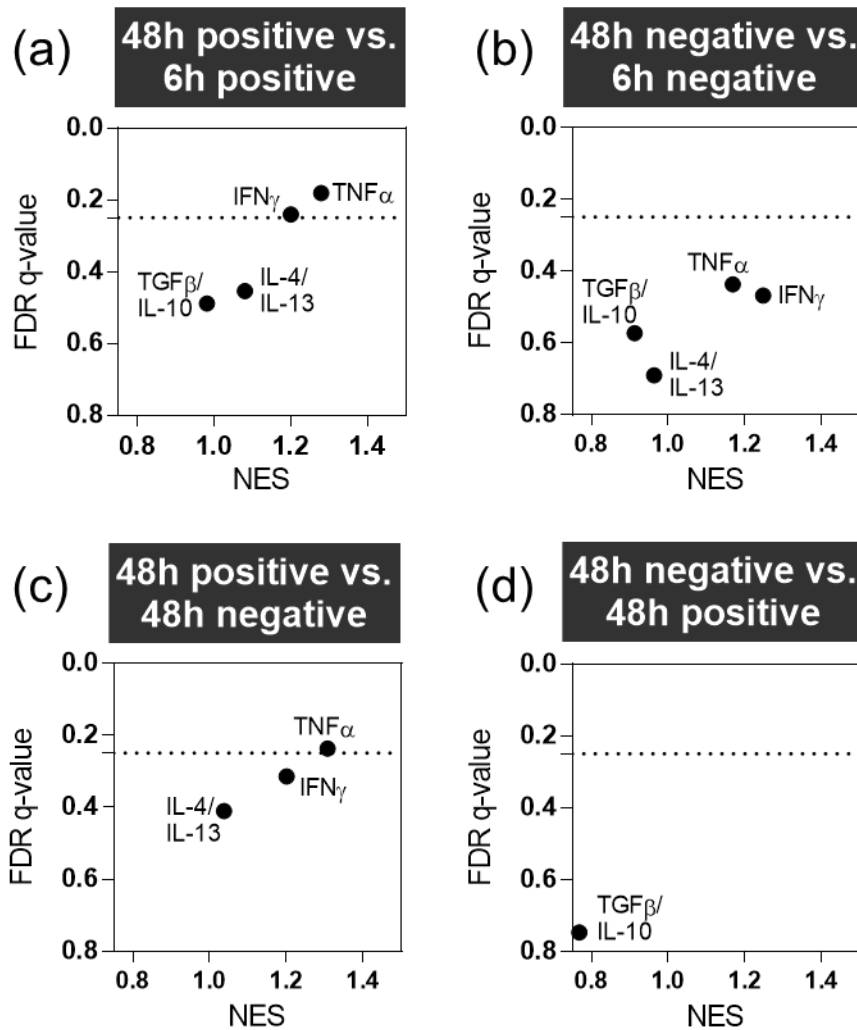 (a)
48h positive vs.
6h positive
0.0
0.2
0.4
0.6
0.8
FDR q-value
IFNγ
TNFα
TGFβ/
IL-10
IL-4/
IL-13
0.8 1.0 1.2 1.4
NES
(b)
48h negative vs.
6h negative
0.0
0.2
0.4
0.6
0.8
FDR q-value
TNFα
IFNγ
TGFβ/
IL-10
IL-4/
IL-13
0.8 1.0 1.2 1.4
NES
(c)
48h positive vs.
48h negative
0.0
0.2
0.4
0.6
0.8
FDR q-value
TNFα
IFNγ
IL-4/
IL-13
0.8 1.0 1.2 1.4
NES
(d)
48h negative vs.
48h positive
0.0
0.2
0.4
0.6
0.8
FDR q-value
TGFβ/
IL-10
0.8 1.0 1.2 1.4
NES